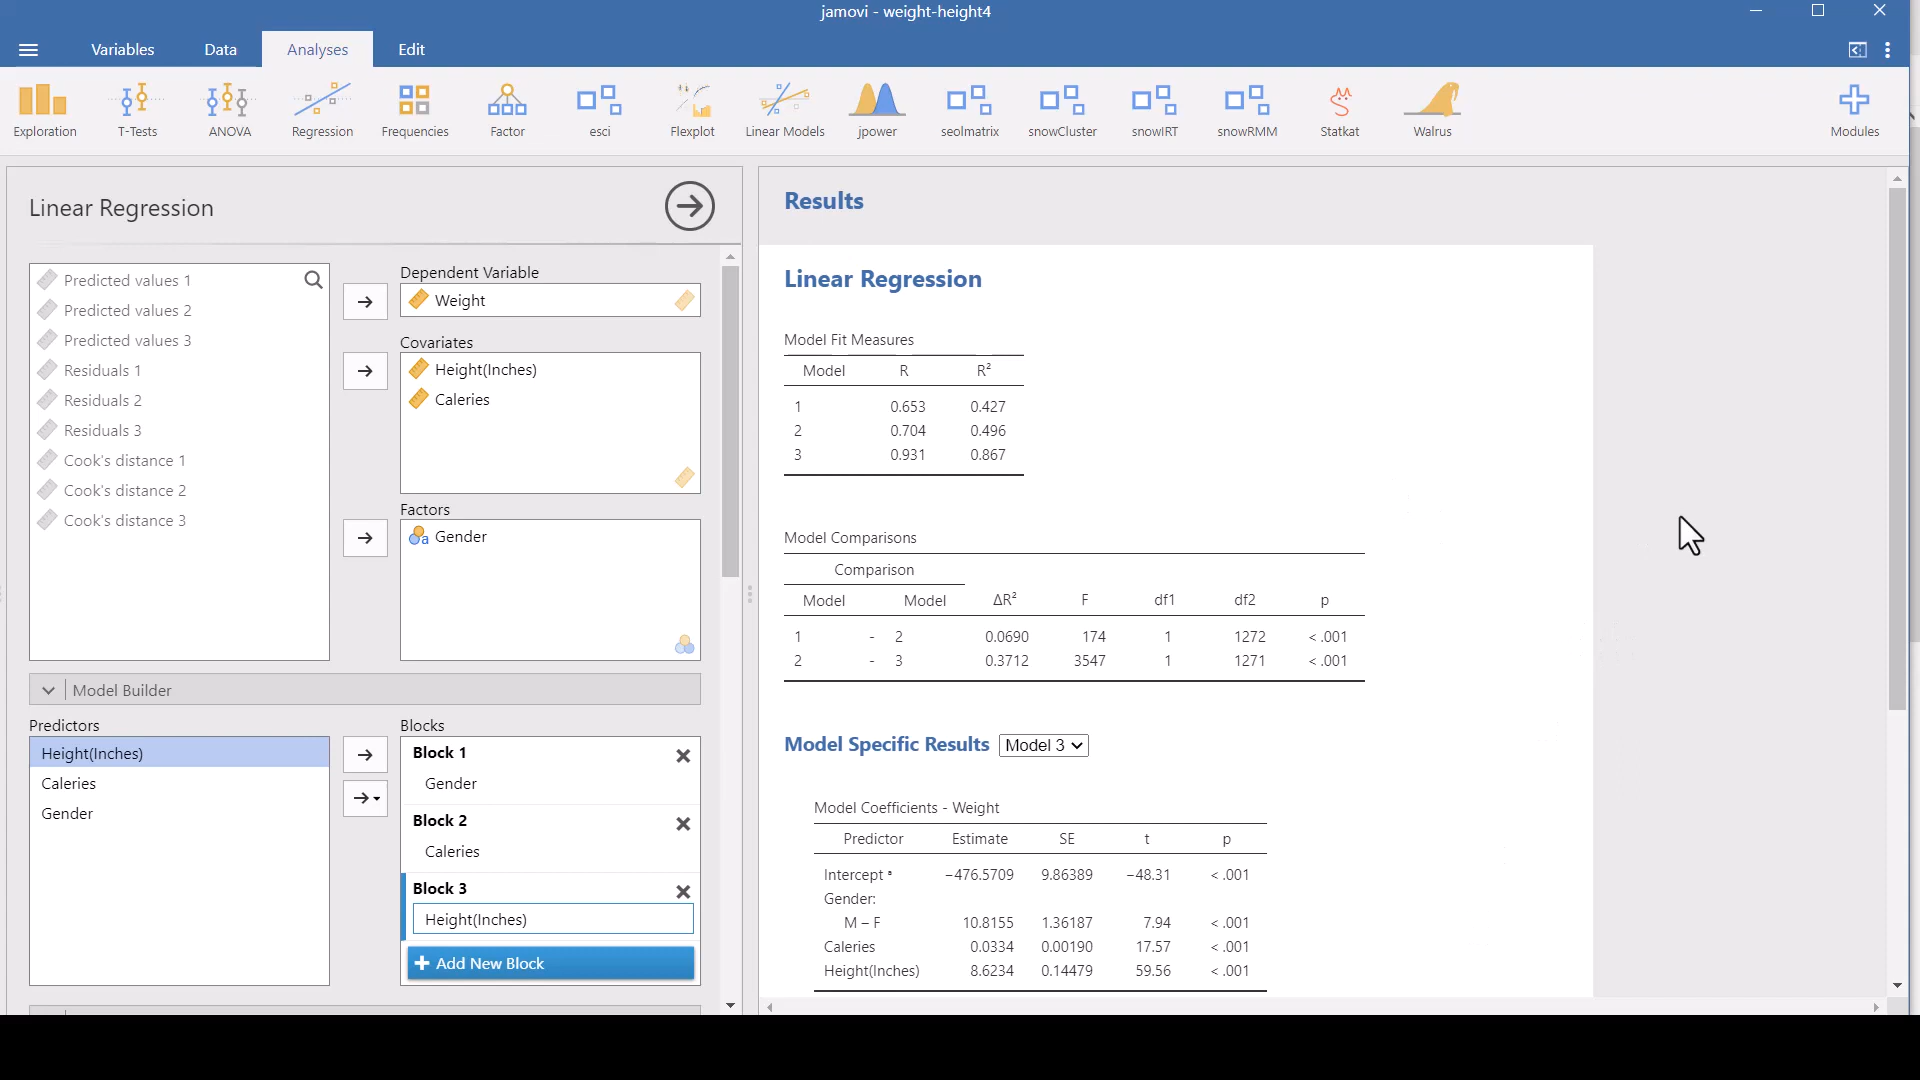 jamovi - weight-height4
Variables Data Analyses Edit
Exploration T-Tests ANOVA Regression Frequencies Factor esci Flexplot Linear Models jpower seolmatrix snowCluster snowIRT snowRMM Statkat Walrus Modules
Linear Regression
Predicted values 1
Predicted values 2
Predicted values 3
Residuals 1
Residuals 2
Residuals 3
Cook's distance 1
Cook's distance 2
Cook's distance 3
Dependent Variable
Weight
Covariates
Height(Inches)
Caleries
Factors
a Gender
Model Builder
Predictors
Height(Inches)
Caleries
Gender
Blocks
Block 1
Gender
Block 2
Caleries
Block 3
Height(Inches)
Add New Block
Results
Linear Regression
Model Fit Measures
Model R R²
1 0.653 0.427
2 0.704 0.496
3 0.931 0.867
Model Comparisons
Comparison
Model Model ΔR² F df1 df2 p
1 - 2 0.0690 174 1 1272 < .001
2 - 3 0.3712 3547 1 1271 < .001
Model Specific Results Model 3
Model Coefficients - Weight
Predictor Estimate SE t p
Intercept ᵃ −476.5709 9.86389 −48.31 < .001
Gender:
M – F 10.8155 1.36187 7.94 < .001
Caleries 0.0334 0.00190 17.57 < .001
Height(Inches) 8.6234 0.14479 59.56 < .001